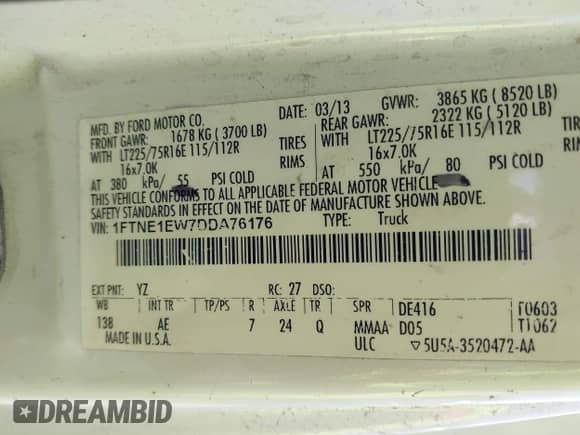 MFD. BY FORD MOTOR CO.
DATE: 03/13 GVWR: 3865 KG ( 8520 LB)
FRONT GAWR: 1678 KG ( 3700 LB)
REAR GAWR: 2322 KG ( 5120 LB)
WITH LT225/75R16E 115/112R TIRES
WITH LT225/75R16E 115/112R TIRES
16x7.0K RIMS
16x7.0K RIMS
AT 380 kPa/ 55 PSI COLD
AT 550 kPa/ 80 PSI COLD
THIS VEHICLE CONFORMS TO ALL APPLICABLE FEDERAL MOTOR VEHICLE
SAFETY STANDARDS IN EFFECT ON THE DATE OF MANUFACTURE SHOWN ABOVE.
VIN: 1FTNE1EW7DDA76176 TYPE: Truck
EXT PNT: YZ RC: 27 DSO:
WB INT TR TP/PS R AXLE TR SPR DE416 F0603
138 AE 7 24 Q MMAA D05 T1062
MADE IN U.S.A. ULC ▽5U5A-3520472-AA
DREAMBID